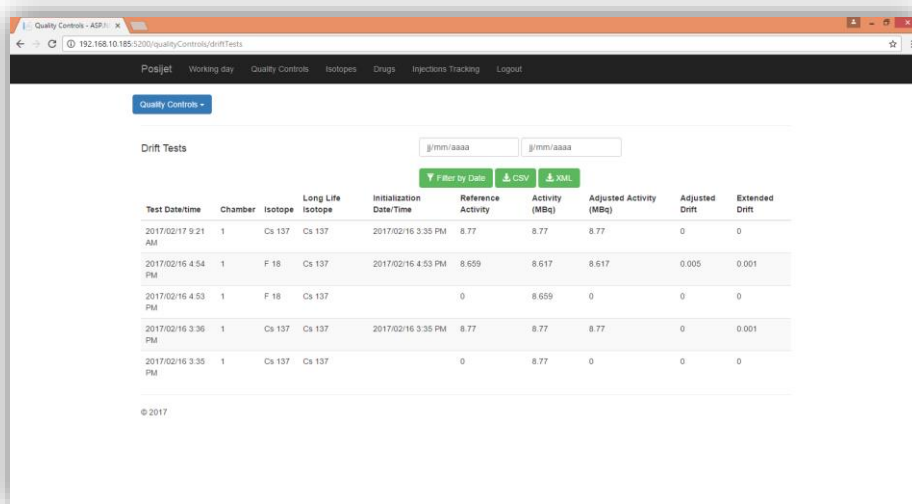 Quality Controls - ASP.N
192.168.10.185:5200/qualityControls/driftTests
Posijet Working day Quality Controls Isotopes Drugs Injections Tracking Logout
Quality Controls
Drift Tests jj/mm/aaaa jj/mm/aaaa
Filter by Date CSV XML
Test Date/time Chamber Isotope Long Life Isotope Initialization Date/Time Reference Activity Activity (MBq) Adjusted Activity (MBq) Adjusted Drift Extended Drift
2017/02/17 9:21 AM 1 Cs 137 Cs 137 2017/02/16 3:35 PM 8.77 8.77 8.77 0 0
2017/02/16 4:54 PM 1 F 18 Cs 137 2017/02/16 4:53 PM 8.659 8.617 8.617 0.005 0.001
2017/02/16 4:53 PM 1 F 18 Cs 137 0 8.659 0 0 0
2017/02/16 3:36 PM 1 Cs 137 Cs 137 2017/02/16 3:35 PM 8.77 8.77 8.77 0 0.001
2017/02/16 3:35 PM 1 Cs 137 Cs 137 0 8.77 0 0 0
© 2017